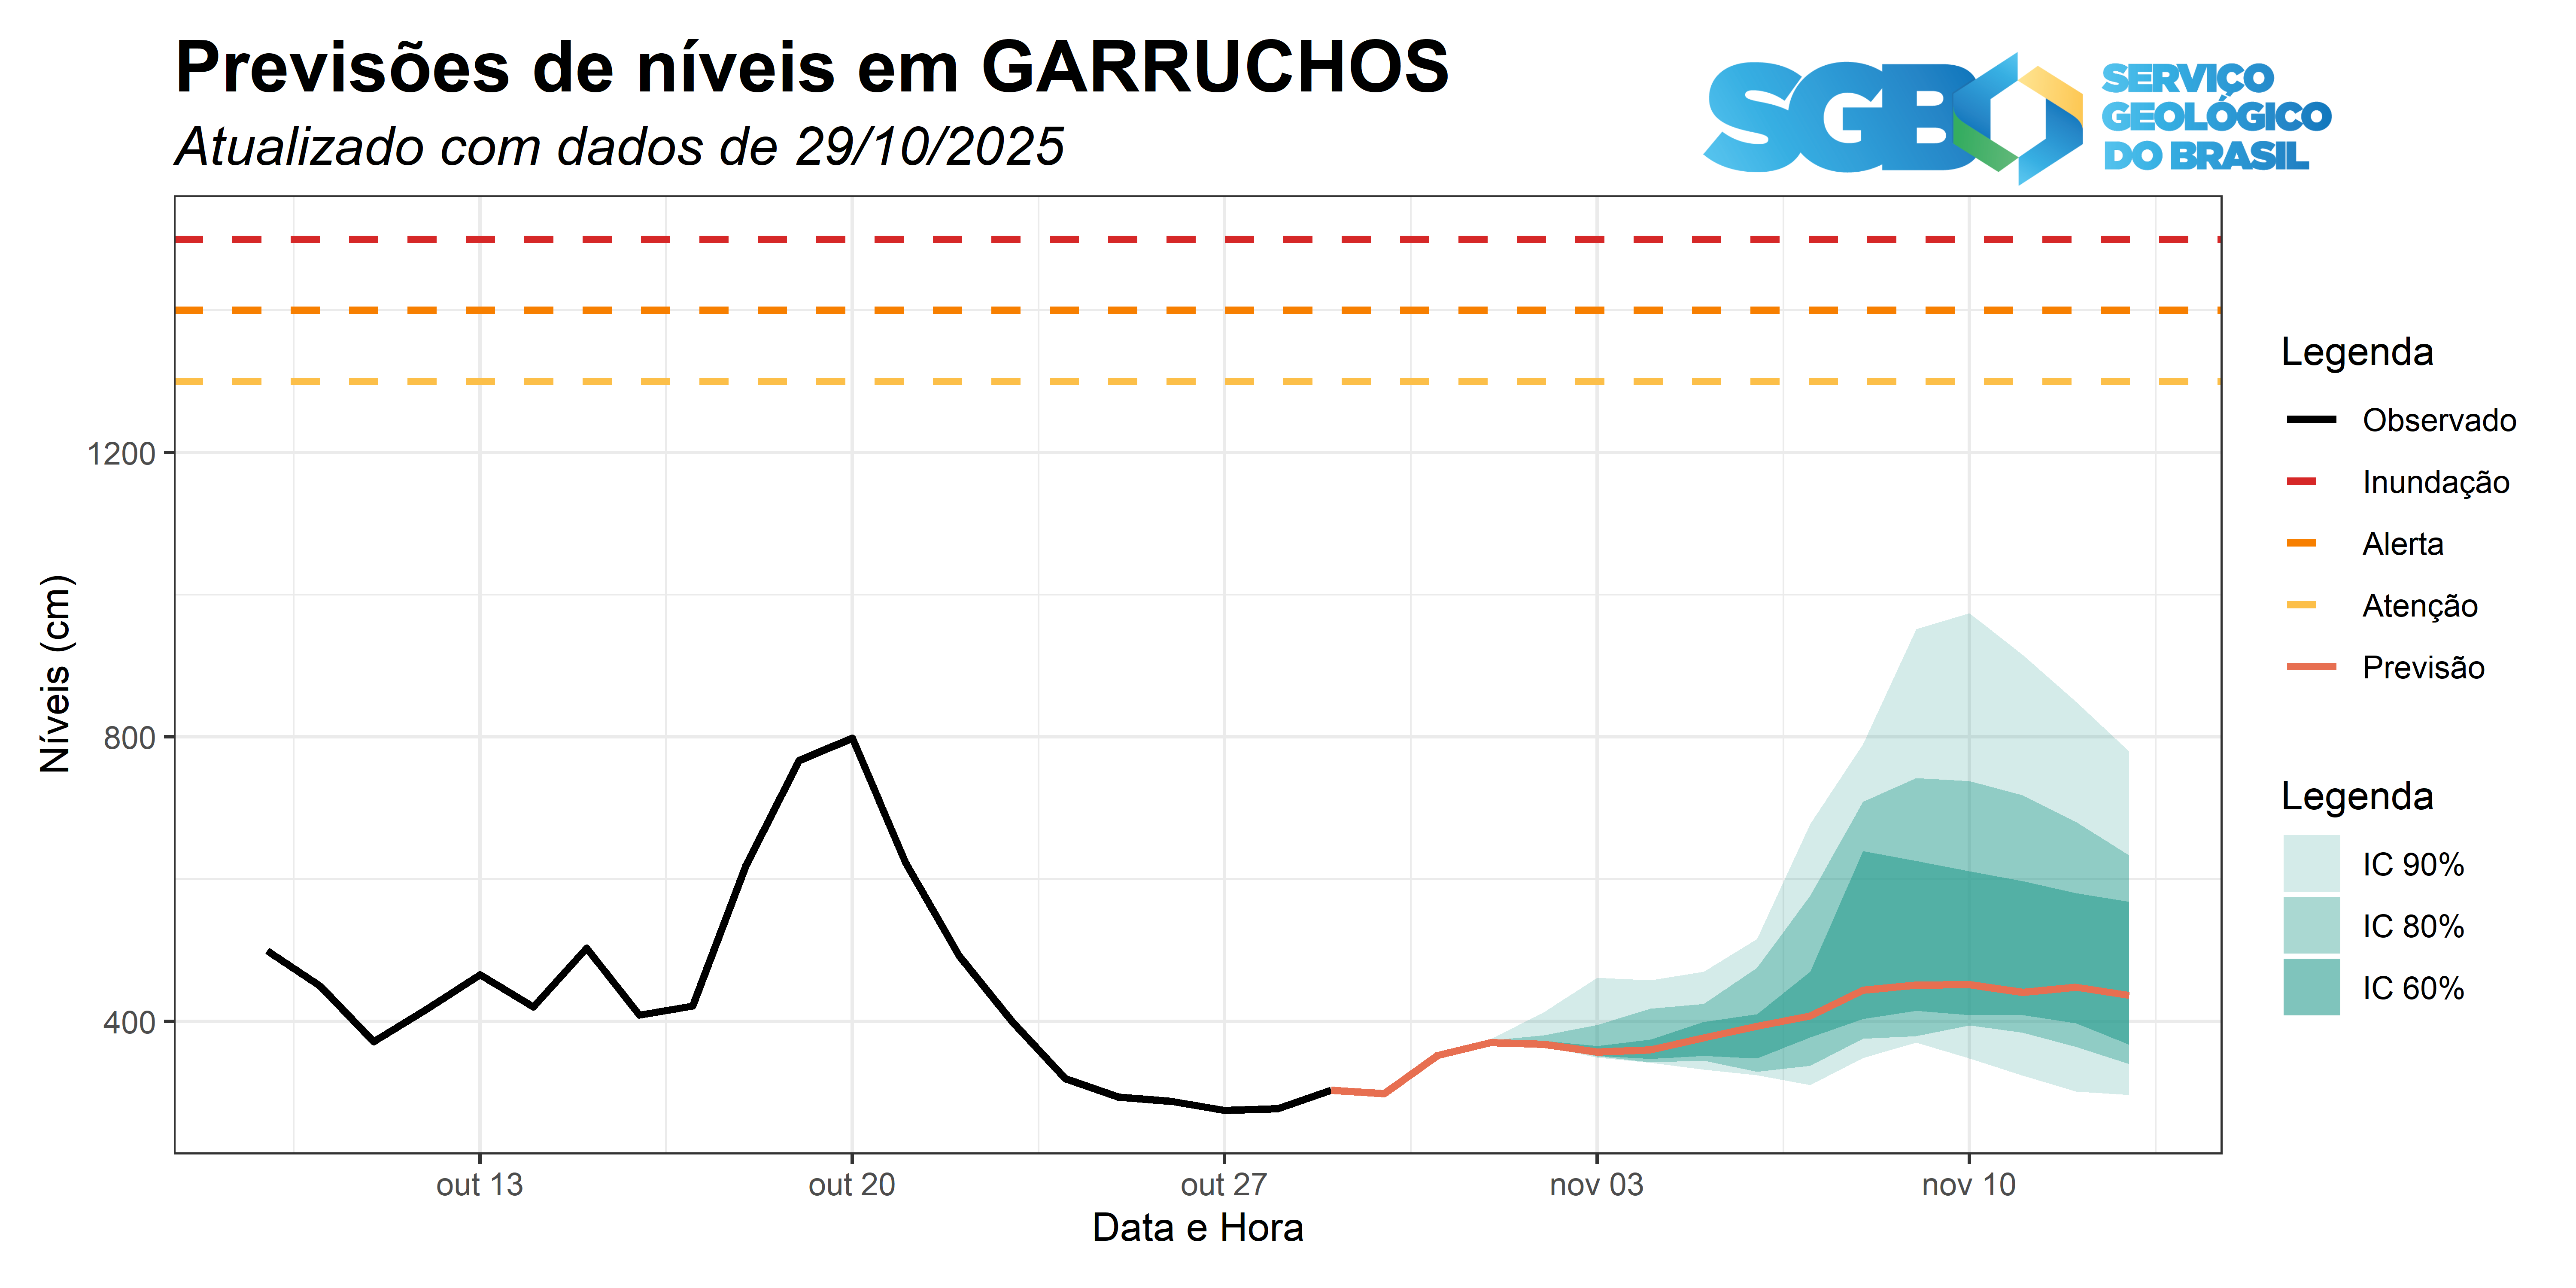 Previsões de níveis em GARRUCHOS
Atualizado com dados de 29/10/2025
SGB
SERVIÇO
GEOLÓGICO
DO BRASIL
Níveis (cm)
1200
800
400
out 13
out 20
out 27
nov 03
nov 10
Data e Hora
Legenda
Observado
Inundação
Alerta
Atenção
Previsão
Legenda
IC 90%
IC 80%
IC 60%